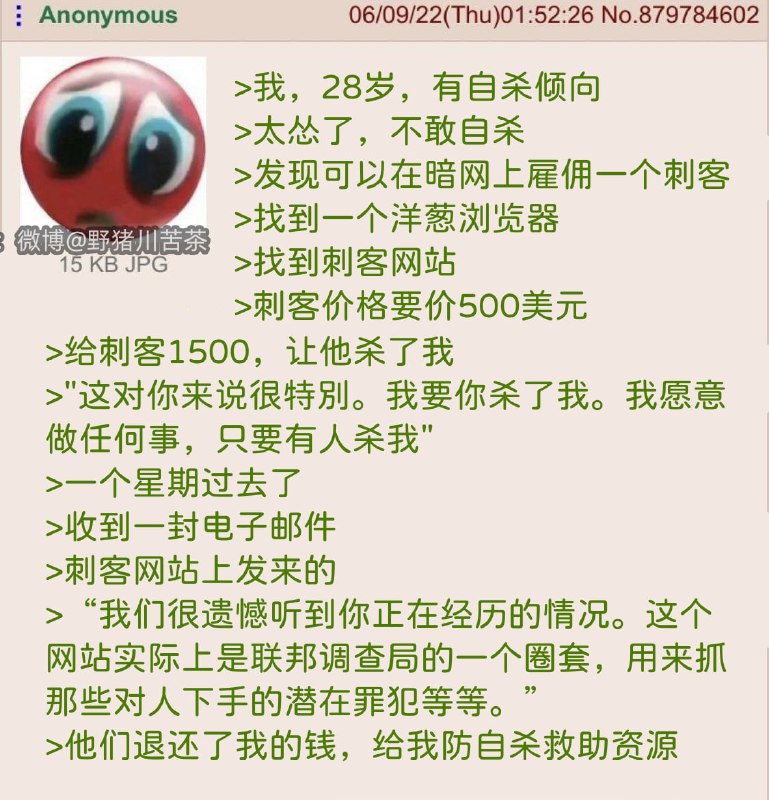 Anonymous 06/09/22(Thu)01:52:26 No.879784602
>我，28岁，有自杀倾向
>太怂了，不敢自杀
>发现可以在暗网上雇佣一个刺客
>找到一个洋葱浏览器
微博@野猪川苦茶
15 KB JPG
>找到刺客网站
>刺客价格要价500美元
>给刺客1500，让他杀了我
>"这对你来说很特别。我要你杀了我。我愿意
做任何事，只要有人杀我"
>一个星期过去了
>收到一封电子邮件
>刺客网站上发来的
>“我们很遗憾听到你正在经历的情况。这个
网站实际上是联邦调查局的一个圈套，用来抓
那些对人下手的潜在罪犯等等。”
>他们退还了我的钱，给我防自杀救助资源